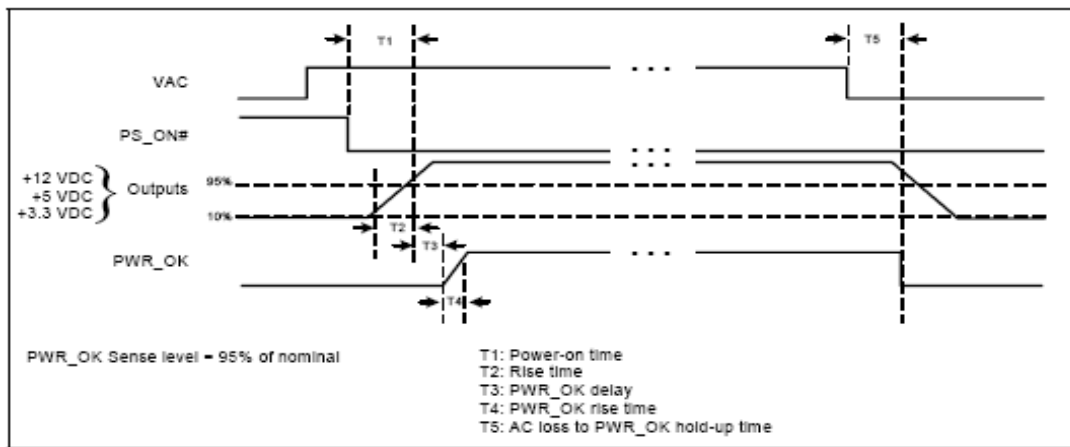 T1
T5
VAC
. . .
PS_ON#
. . .
. . .
+12 VDC
+5 VDC
+3.3 VDC
Outputs
95%
10%
T2
T3
PWR_OK
. . .
T4
PWR_OK Sense level = 95% of nominal
T1: Power-on time
T2: Rise time
T3: PWR_OK delay
T4: PWR_OK rise time
T5: AC loss to PWR_OK hold-up time